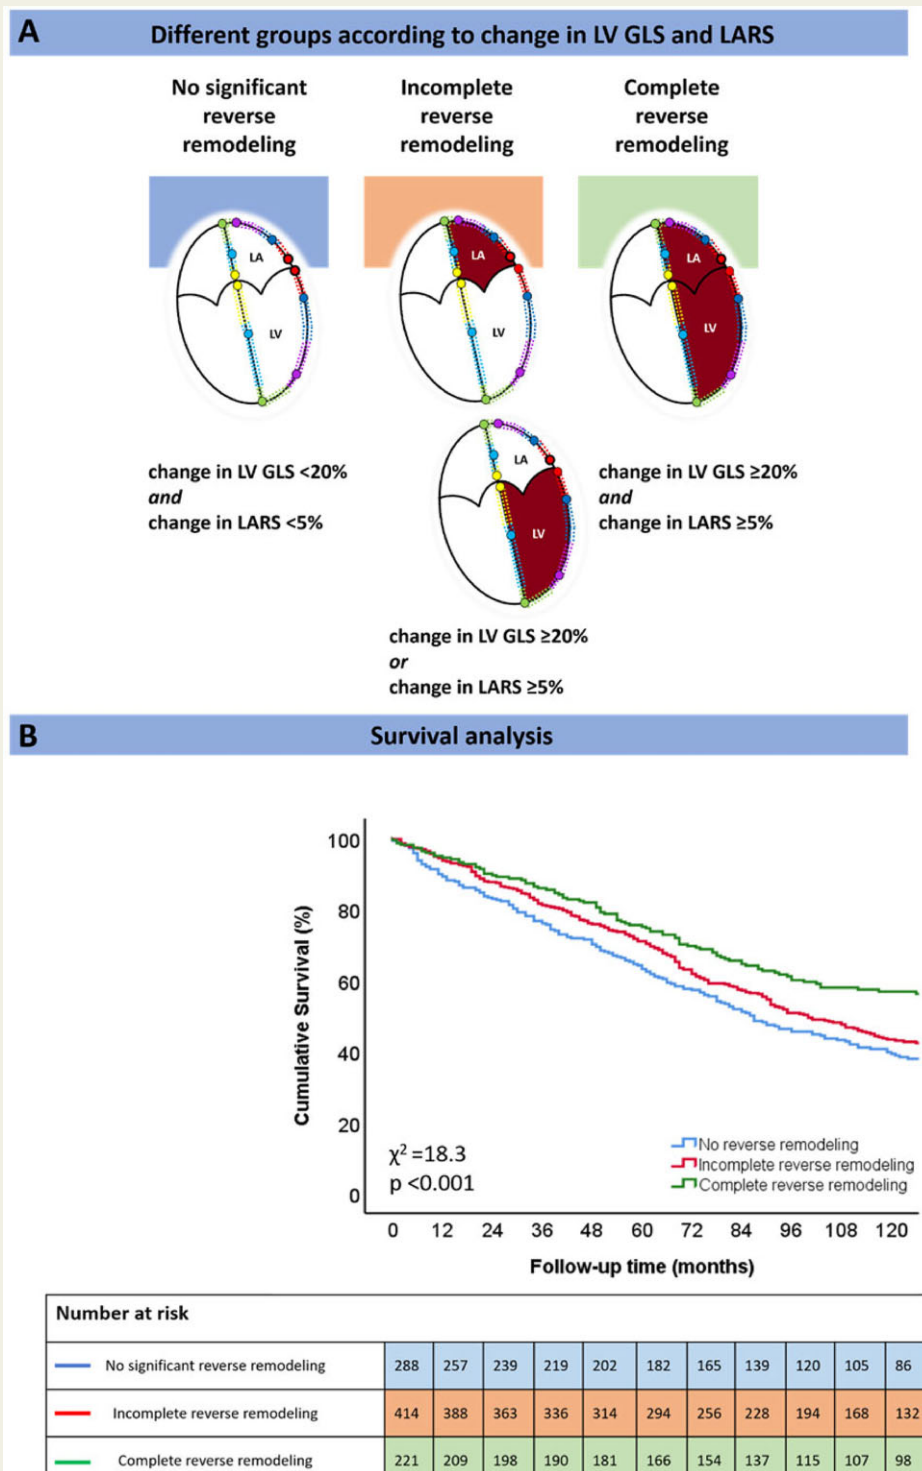 A
Different groups according to change in LV GLS and LARS
No significant
reverse
remodeling
Incomplete
reverse
remodeling
Complete
reverse
remodeling
LA
LV
LA
LV
LA
LV
LA
LV
change in LV GLS <20%
and
change in LARS <5%
change in LV GLS ≥20%
and
change in LARS ≥5%
change in LV GLS ≥20%
or
change in LARS ≥5%
B
Survival analysis
Cumulative Survival (%)
100
80
60
40
20
0
χ² =18.3
p <0.001
No reverse remodeling
Incomplete reverse remodeling
Complete reverse remodeling
0 12 24 36 48 60 72 84 96 108 120
Follow-up time (months)
Number at risk
No significant reverse remodeling 288 257 239 219 202 182 165 139 120 105 86
Incomplete reverse remodeling 414 388 363 336 314 294 256 228 194 168 132
Complete reverse remodeling 221 209 198 190 181 166 154 137 115 107 98